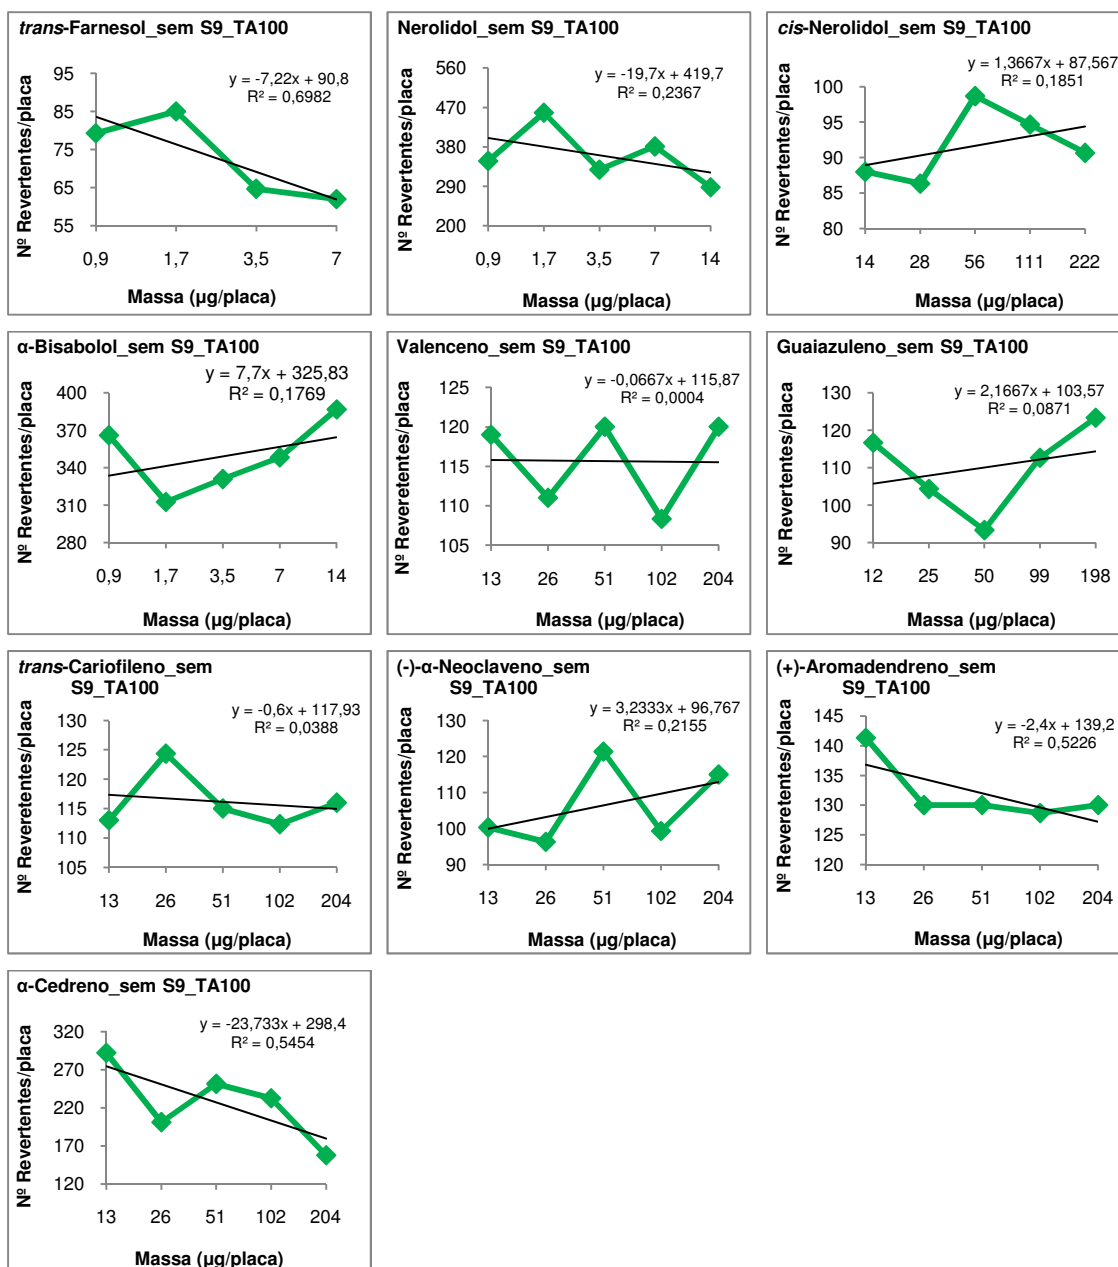 trans-Farnesol_sem S9_TA100
y = -7,22x + 90,8
R² = 0,6982
Nº Revertentes/placa
95
85
75
65
55
0,9 1,7 3,5 7
Massa (µg/placa)
Nerolidol_sem S9_TA100
y = -19,7x + 419,7
R² = 0,2367
Nº Revertentes/placa
560
470
380
290
200
0,9 1,7 3,5 7 14
Massa (µg/placa)
cis-Nerolidol_sem S9_TA100
y = 1,3667x + 87,567
R² = 0,1851
Nº Revertentes/placa
100
95
90
85
80
14 28 56 111 222
Massa (µg/placa)
α-Bisabolol_sem S9_TA100
y = 7,7x + 325,83
R² = 0,1769
Nº Revertentes/placa
400
370
340
310
280
0,9 1,7 3,5 7 14
Massa (µg/placa)
Valenceno_sem S9_TA100
y = -0,0667x + 115,87
R² = 0,0004
Nº Reveretentes/placa
125
120
115
110
105
13 26 51 102 204
Massa (µg/placa)
Guaiazuleno_sem S9_TA100
y = 2,1667x + 103,57
R² = 0,0871
Nº Revertentes/placa
130
120
110
100
90
12 25 50 99 198
Massa (µg/placa)
trans-Cariofileno_sem
S9_TA100
y = -0,6x + 117,93
R² = 0,0388
Nº Reveretentes/placa
130
125
120
115
110
105
13 26 51 102 204
Massa (µg/placa)
(-)-α-Neoclaveno_sem
S9_TA100
y = 3,2333x + 96,767
R² = 0,2155
Nº Revertentes/placa
130
120
110
100
90
13 26 51 102 204
Massa (µg/placa)
(+)-Aromadendreno_sem
S9_TA100
y = -2,4x + 139,2
R² = 0,5226
Nº Reveretentes/placa
145
140
135
130
125
120
13 26 51 102 204
Massa (µg/placa)
α-Cedreno_sem S9_TA100
y = -23,733x + 298,4
R² = 0,5454
Nº Revertentes/placa
320
270
220
170
120
13 26 51 102 204
Massa (µg/placa)